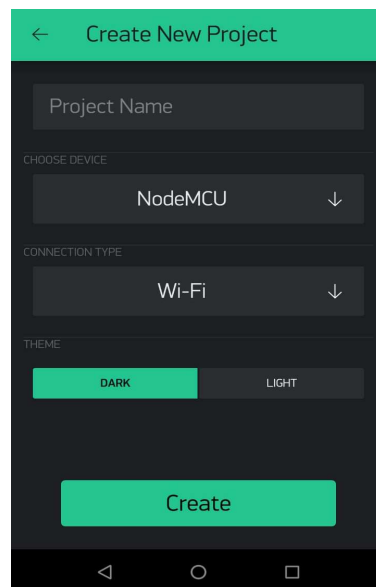 Create New Project
Project Name
CHOOSE DEVICE
NodeMCU
CONNECTION TYPE
Wi-Fi
THEME
DARK LIGHT
Create